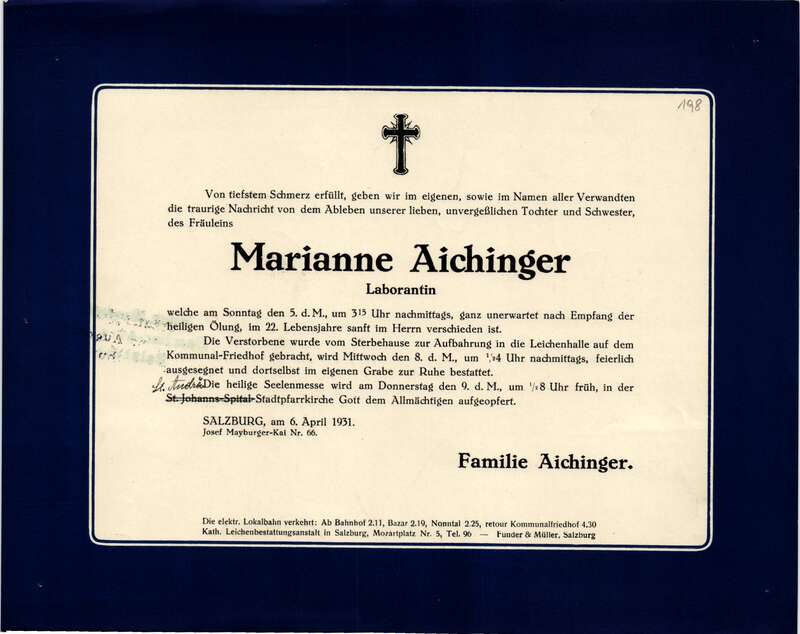 198
Von tiefstem Schmerz erfüllt, geben wir im eigenen, sowie im Namen aller Verwandten
die traurige Nachricht von dem Ableben unserer lieben, unvergeßlichen Tochter und Schwester,
des Fräuleins
Marianne Aichinger
Laborantin
welche am Sonntag den 5. d. M., um 3¹⁵ Uhr nachmittags, ganz unerwartet nach Empfang der
heiligen Ölung, im 22. Lebensjahre sanft im Herrn verschieden ist.
Die Verstorbene wurde vom Sterbehause zur Aufbahrung in die Leichenhalle auf dem
Kommunal-Friedhof gebracht, wird Mittwoch den 8. d. M., um ¹/₂4 Uhr nachmittags, feierlich
ausgesegnet und dortselbst im eigenen Grabe zur Ruhe bestattet.
St. Andrä Die heilige Seelenmesse wird am Donnerstag den 9. d. M., um ¹/₂8 Uhr früh, in der
St. Johanns-Spital-Stadtpfarrkirche Gott dem Allmächtigen aufgeopfert.
SALZBURG, am 6. April 1931.
Josef Mayburger-Kai Nr. 66.
Familie Aichinger.
Die elektr. Lokalbahn verkehrt: Ab Bahnhof 2.11, Bazar 2.19, Nonntal 2.25, retour Kommunalfriedhof 4.30
Kath. Leichenbestattungsanstalt in Salzburg, Mozartplatz Nr. 5, Tel. 96 — Funder & Müller, Salzburg